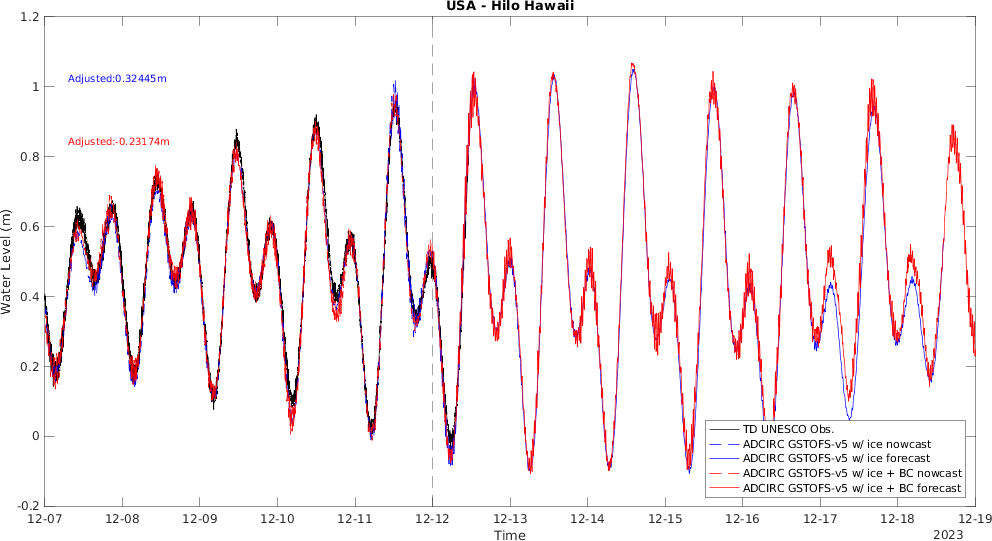 USA - Hilo Hawaii
Adjusted:0.32445m
Adjusted:-0.23174m
Water Level (m)
1.2
1
0.8
0.6
0.4
0.2
0
-0.2
TD UNESCO Obs.
ADCIRC GSTOFS-v5 w/ ice nowcast
ADCIRC GSTOFS-v5 w/ ice forecast
ADCIRC GSTOFS-v5 w/ ice + BC nowcast
ADCIRC GSTOFS-v5 w/ ice + BC forecast
12-07 12-08 12-09 12-10 12-11 12-12 12-13 12-14 12-15 12-16 12-17 12-18 12-19
Time
2023